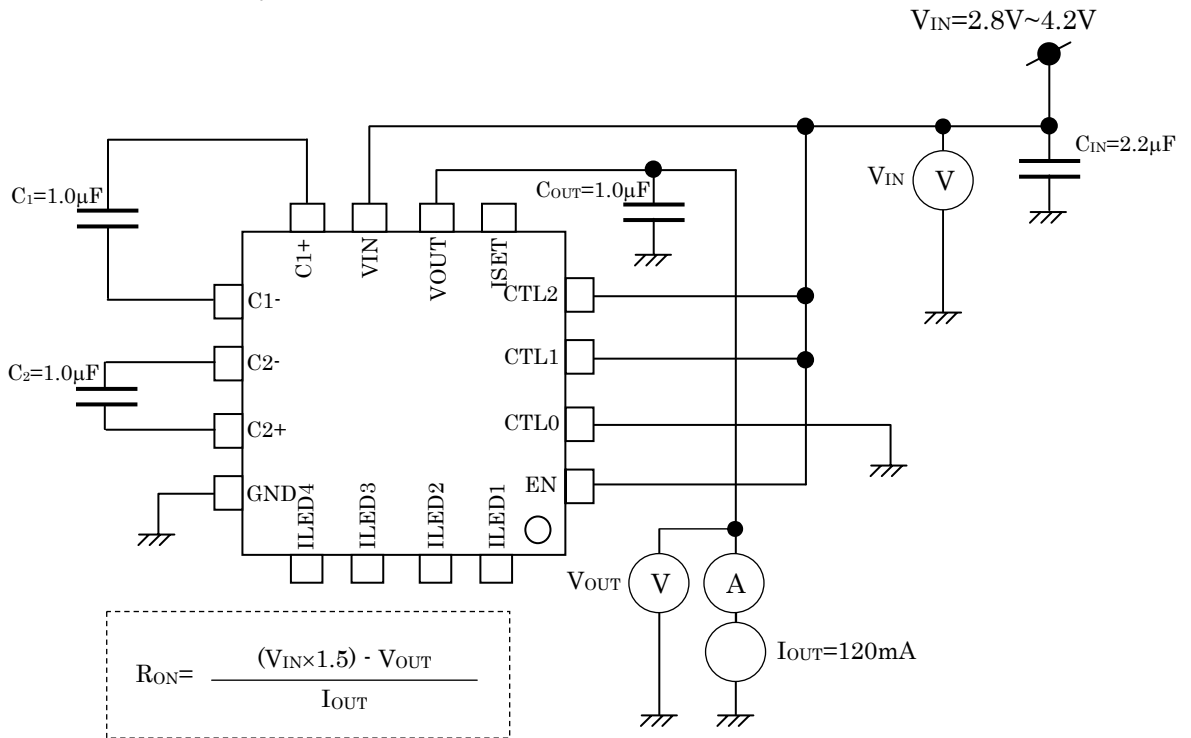 VIN=2.8V~4.2V
CIN=2.2μF
VIN
V
C1=1.0μF
COUT=1.0μF
C1+
VIN
VOUT
ISET
C1-
C2-
C2+
GND
CTL2
CTL1
CTL0
EN
C2=1.0μF
ILED4
ILED3
ILED2
ILED1
VOUT
V
A
IOUT=120mA
RON= (VIN×1.5) - VOUT
IOUT